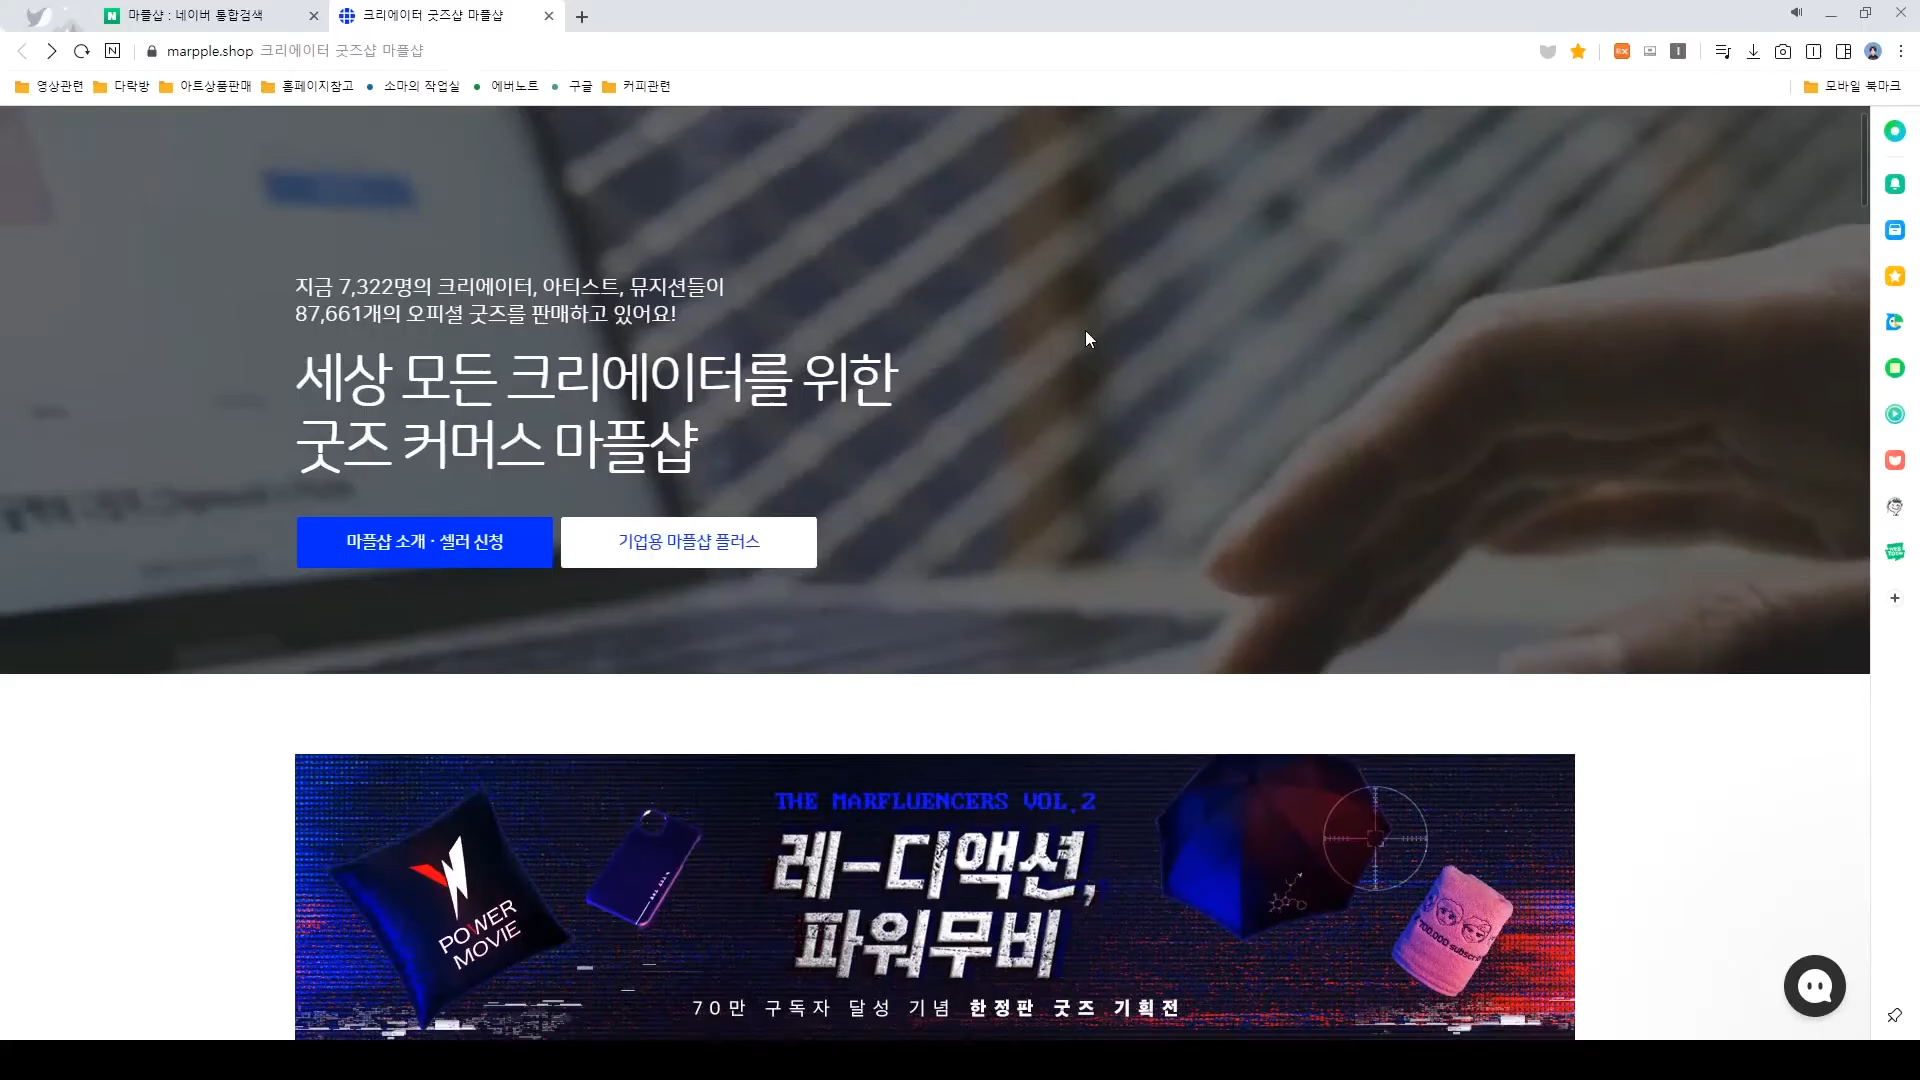 마플샵 : 네이버 통합검색
크리에이터 굿즈샵 마플샵
marpple.shop 크리에이터 굿즈샵 마플샵
영상관련 다락방 아트상품판매 홈페이지참고 소마의 작업실 에버노트 구글 커피관련 모바일 북마크
지금 7,322명의 크리에이터, 아티스트, 뮤지션들이
87,661개의 오피셜 굿즈를 판매하고 있어요!
세상 모든 크리에이터를 위한
굿즈 커머스 마플샵
마플샵 소개 · 셀러 신청
기업용 마플샵 플러스
THE MARFLUENCERS VOL.2
레-디액션,
파워무비
70만 구독자 달성 기념 한정판 굿즈 기획전
POWER
MOVIE